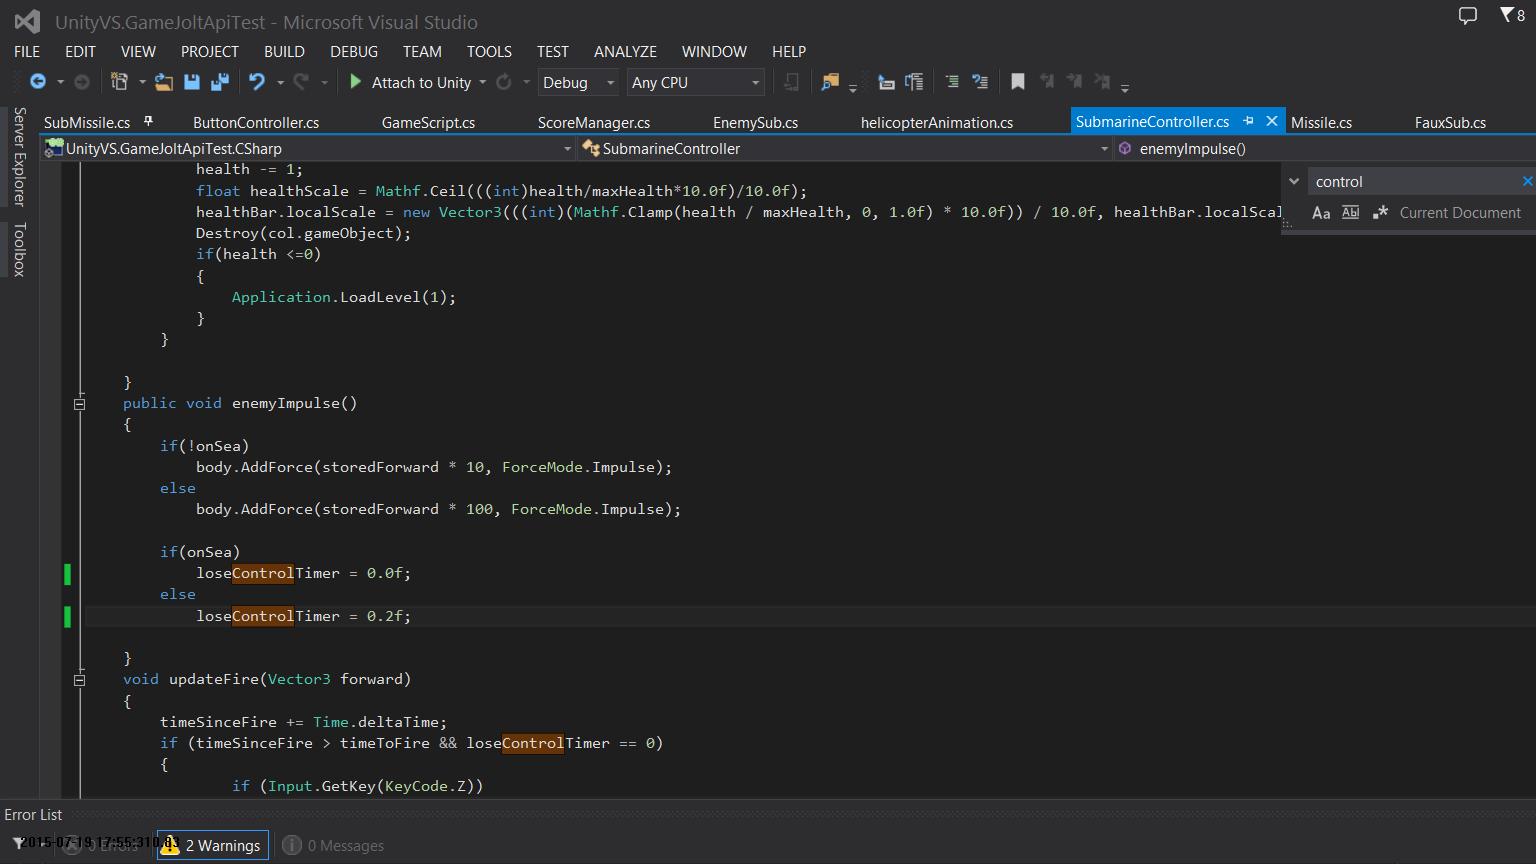 UnityVS.GameJoltApiTest - Microsoft Visual Studio
8
FILE EDIT VIEW PROJECT BUILD DEBUG TEAM TOOLS TEST ANALYZE WINDOW HELP
Attach to Unity Debug Any CPU
Server Explorer
Toolbox
SubMissile.cs ButtonController.cs GameScript.cs ScoreManager.cs EnemySub.cs helicopterAnimation.cs SubmarineController.cs Missile.cs FauxSub.cs
UnityVS.GameJoltApiTest.CSharp SubmarineController enemyImpulse()
control
Aa Abl .* Current Document
health -= 1;
float healthScale = Mathf.Ceil(((int)health/maxHealth*10.0f)/10.0f);
healthBar.localScale = new Vector3(((int)(Mathf.Clamp(health / maxHealth, 0, 1.0f) * 10.0f)) / 10.0f, healthBar.localScal
Destroy(col.gameObject);
if(health <=0)
{
Application.LoadLevel(1);
}
}
}
public void enemyImpulse()
{
if(!onSea)
body.AddForce(storedForward * 10, ForceMode.Impulse);
else
body.AddForce(storedForward * 100, ForceMode.Impulse);
if(onSea)
loseControlTimer = 0.0f;
else
loseControlTimer = 0.2f;
}
void updateFire(Vector3 forward)
{
timeSinceFire += Time.deltaTime;
if (timeSinceFire > timeToFire && loseControlTimer == 0)
{
if (Input.GetKey(KeyCode.Z))
Error List
0 Errors 2 Warnings 0 Messages